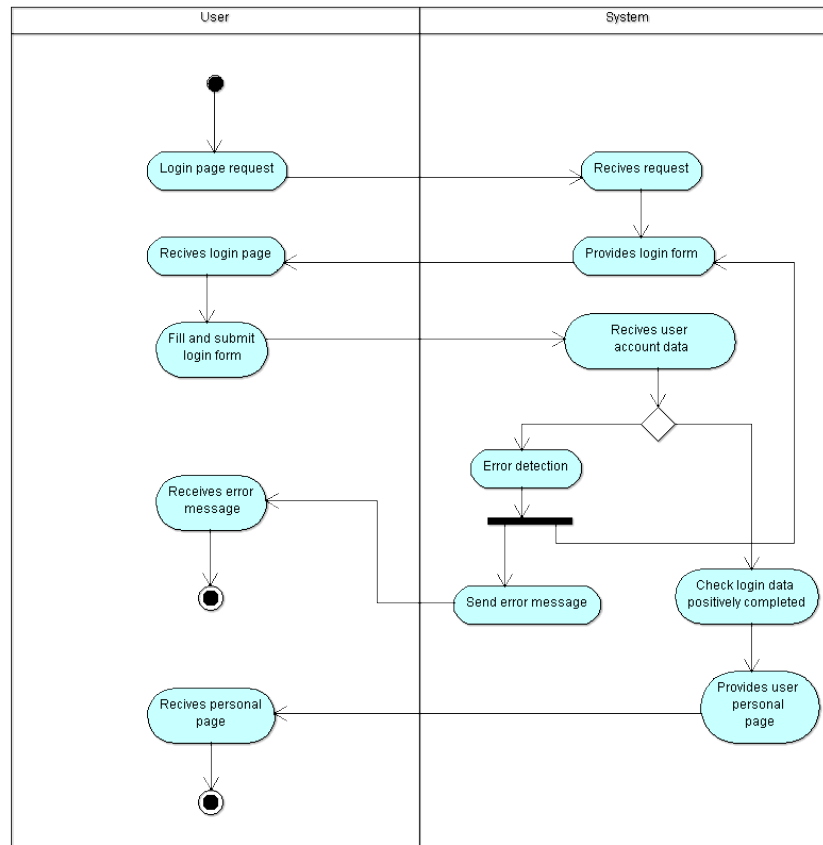 User
System
Login page request
Recives request
Recives login page
Provides login form
Fill and submit
login form
Recives user
account data
Error detection
Receives error
message
Send error message
Check login data
positively completed
Recives personal
page
Provides user
personal
page